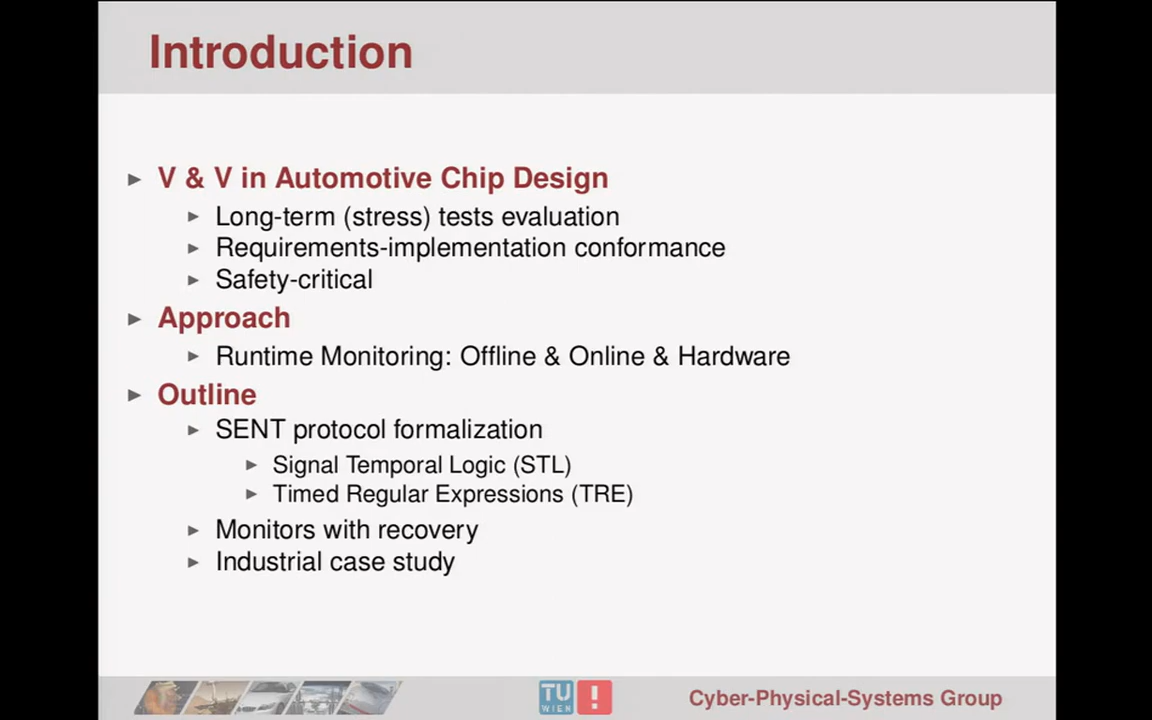 Introduction
V & V in Automotive Chip Design
Long-term (stress) tests evaluation
Requirements-implementation conformance
Safety-critical
Approach
Runtime Monitoring: Offline & Online & Hardware
Outline
SENT protocol formalization
Signal Temporal Logic (STL)
Timed Regular Expressions (TRE)
Monitors with recovery
Industrial case study
TU
WIEN
!
Cyber-Physical-Systems Group